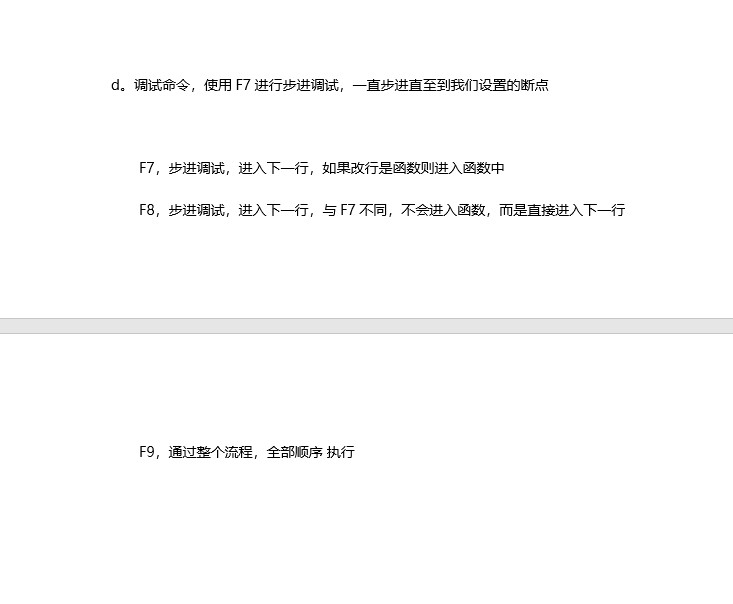 d。调试命令，使用 F7 进行步进调试，一直步进直至到我们设置的断点
F7，步进调试，进入下一行，如果改行是函数则进入函数中
F8，步进调试，进入下一行，与 F7 不同，不会进入函数，而是直接进入下一行
F9，通过整个流程，全部顺序 执行